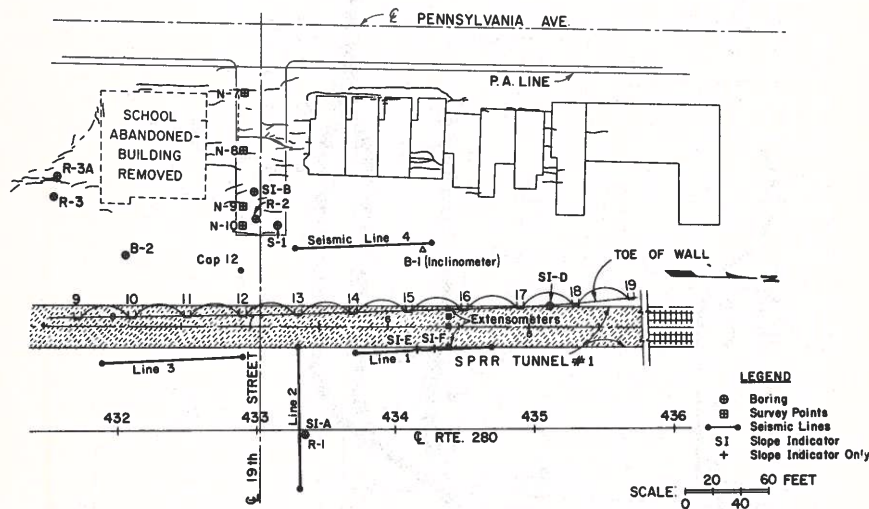 ℄ PENNSYLVANIA AVE.
P.A. LINE
N-7
SCHOOL
ABANDONED-
BUILDING
REMOVED
N-8
R-3A
R-3
SI-B
N-9
R-2
N-10
S-1
Seismic Line 4
B-2
Cap 12
B-1 (Inclinometer)
SI-D
TOE OF WALL
9 10 11 12 13 14 15 16 17 18 19
Extensometers
SI-E
SI-F
SPRR TUNNEL #1
Line 3
Line 1
Line 2
℄ 19th STREET
432 433 434 435 436
SI-A
R-1
℄ RTE. 280
LEGEND
Boring
Survey Points
Seismic Lines
SI Slope Indicator
+ Slope Indicator Only
SCALE: 0 20 40 60 FEET